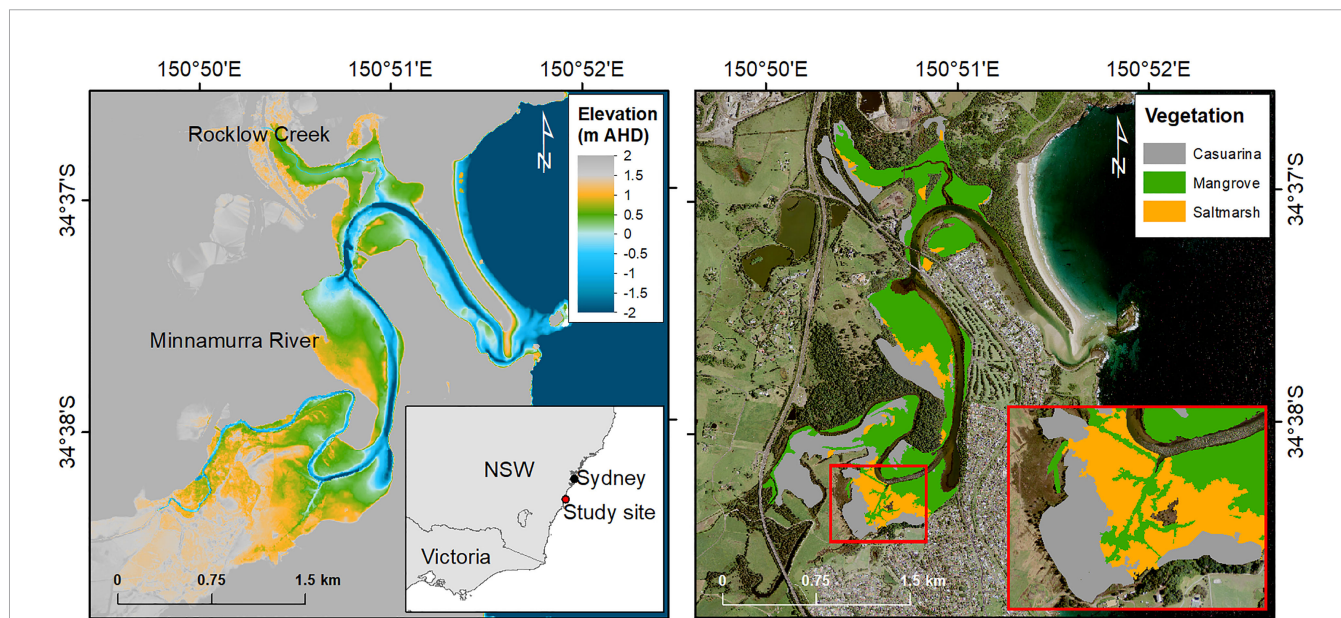 150°50'E 150°51'E 150°52'E
34°37'S
34°38'S
Rocklow Creek
Minnamurra River
Elevation
(m AHD)
2
1.5
1
0.5
0
-0.5
-1
-1.5
-2
N
NSW
Sydney
Study site
Victoria
0 0.75 1.5 km
150°50'E 150°51'E 150°52'E
Vegetation
Casuarina
Mangrove
Saltmarsh
N
34°37'S
34°38'S
0 0.75 1.5 km